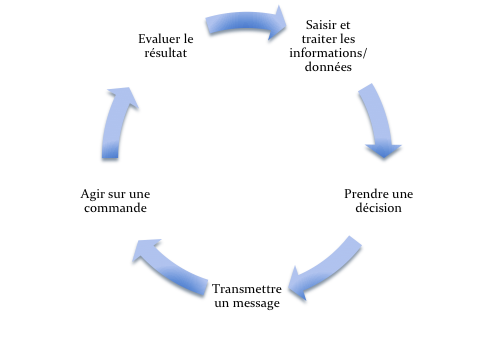 Evaluer le
résultat
Saisir et
traiter les
informations/
données
Prendre une
décision
Transmettre
un message
Agir sur une
commande